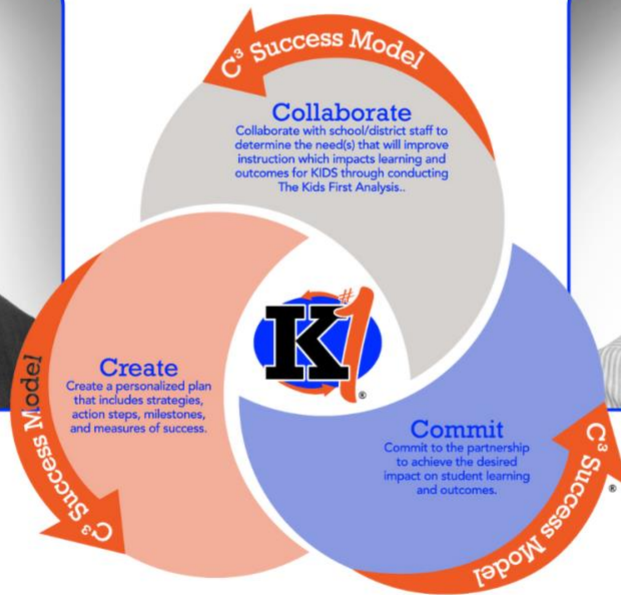 C³ Success Model
Collaborate
Collaborate with school/district staff to
determine the need(s) that will improve
instruction which impacts learning and
outcomes for KIDS through conducting
The Kids First Analysis..
K#1
®
Create
Create a personalized plan
that includes strategies,
action steps, milestones,
and measures of success.
C³ Success Model
Commit
Commit to the partnership
to achieve the desired
impact on student learning
and outcomes.
C³ Success Model
®